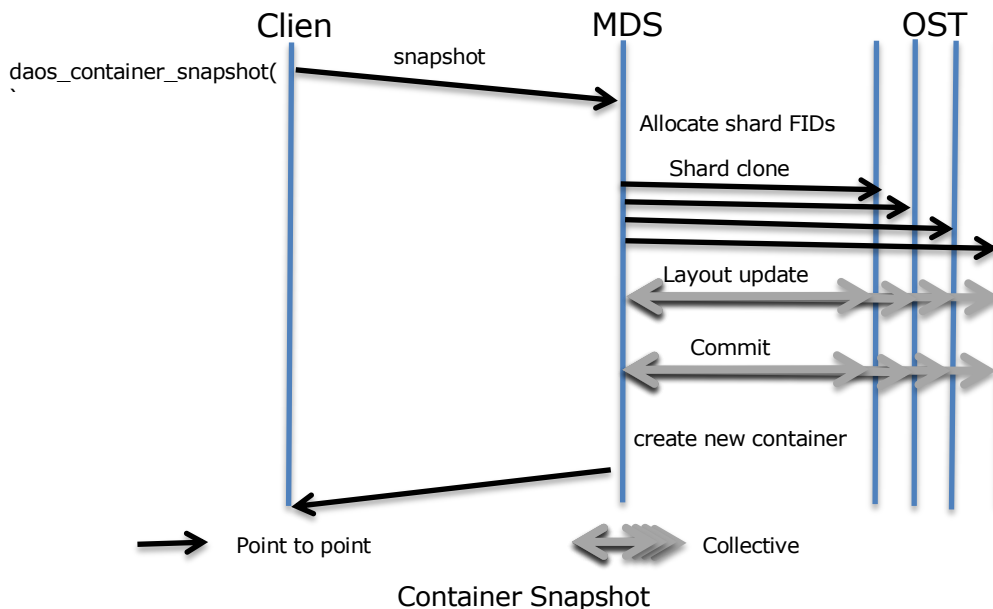 Clien
MDS
OST
daos_container_snapshot(
snapshot
Allocate shard FIDs
Shard clone
Layout update
Commit
create new container
Point to point
Collective
Container Snapshot